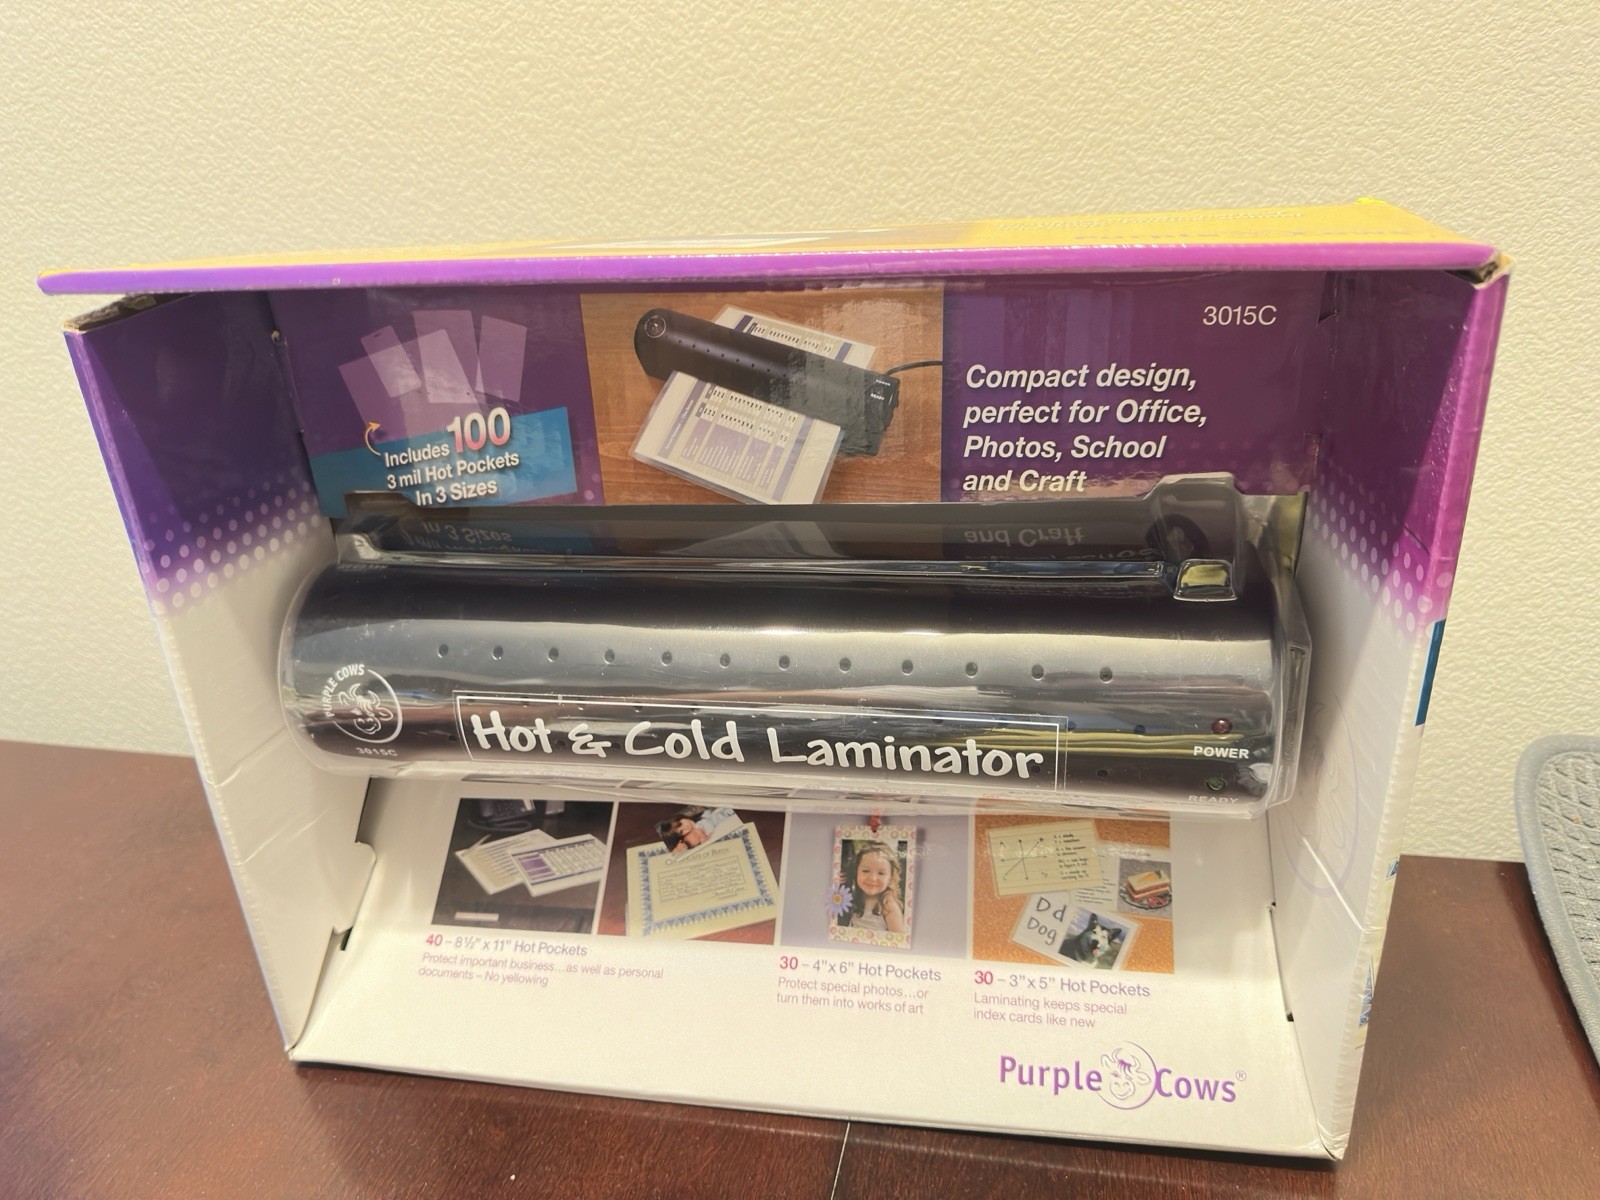 3015C
Includes 100
3 mil Hot Pockets
In 3 Sizes
Compact design,
perfect for Office,
Photos, School
and Craft
PURPLE COWS
3015C
Hot & Cold Laminator
POWER
READY
Dd
Dog
40 – 8½" x 11" Hot Pockets
Protect important business...as well as personal
documents – No yellowing
30 – 4" x 6" Hot Pockets
Protect special photos...or
turn them into works of art
30 – 3" x 5" Hot Pockets
Laminating keeps special
index cards like new
Purple Cows®